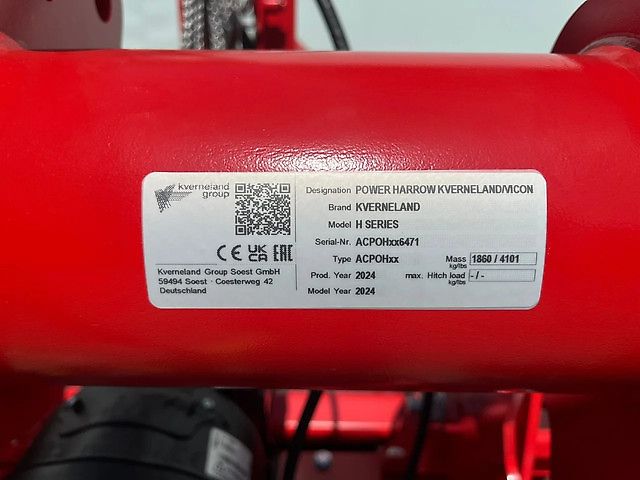 kverneland
group
CE UK CA EAC
Kverneland Group Soest GmbH
59494 Soest · Coesterweg 42
Deutschland
Designation POWER HARROW KVERNELAND/VICON
Brand KVERNELAND
Model H SERIES
Serial-Nr. ACPOHxx6471
Type ACPOHxx
Mass kg/lbs 1860 / 4101
Prod. Year 2024
max. Hitch load kg/lbs - / -
Model Year 2024